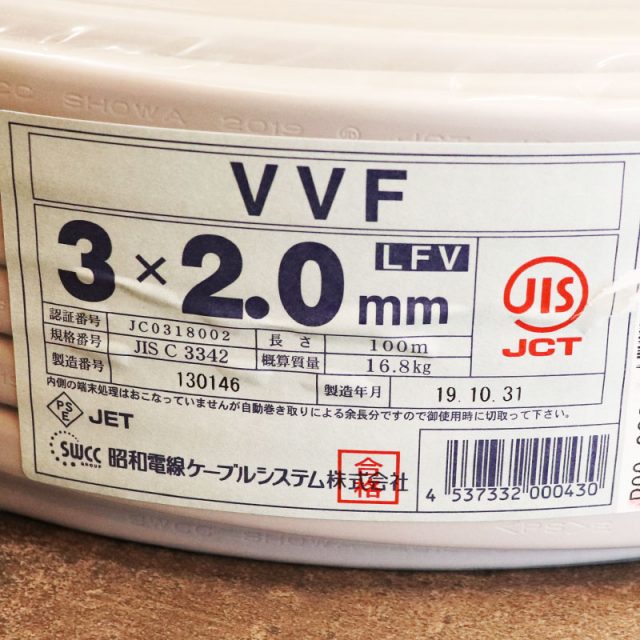 SHOWA 2019 ®
VVF
3×2.0mm LFV
JIS
JCT
認証番号 JC0318002 長さ 100m
規格番号 JIS C 3342 概算質量 16.8kg
製造番号 130146 製造年月 19.10.31
内側の端末処理はおこなっていませんが自動巻き取りによる余長分ですので御使用時に切取って下さい。
PSE JET
SWCC GROUP 昭和電線ケーブルシステム株式会社
合格
4 537332 000430